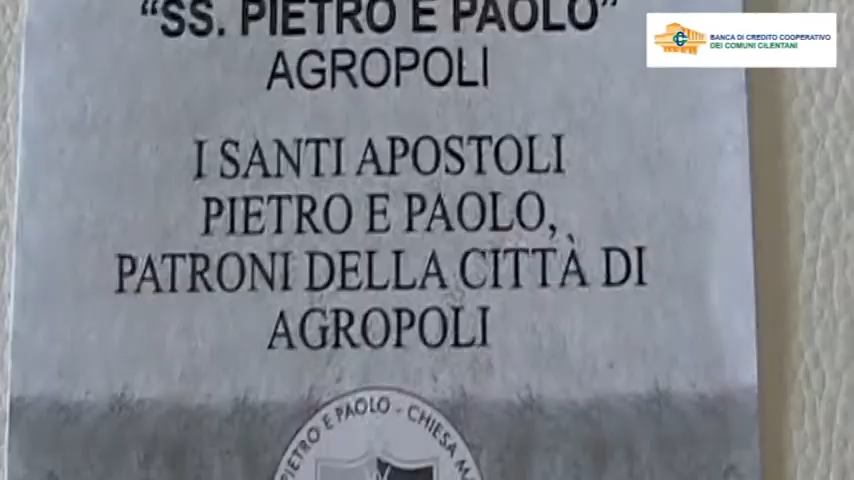 “SS. PIETRO E PAOLO”
AGROPOLI
BANCA DI CREDITO COOPERATIVO
DEI COMUNI CILENTANI
I SANTI APOSTOLI
PIETRO E PAOLO,
PATRONI DELLA CITTÀ DI
AGROPOLI
PIETRO E PAOLO - CHIESA